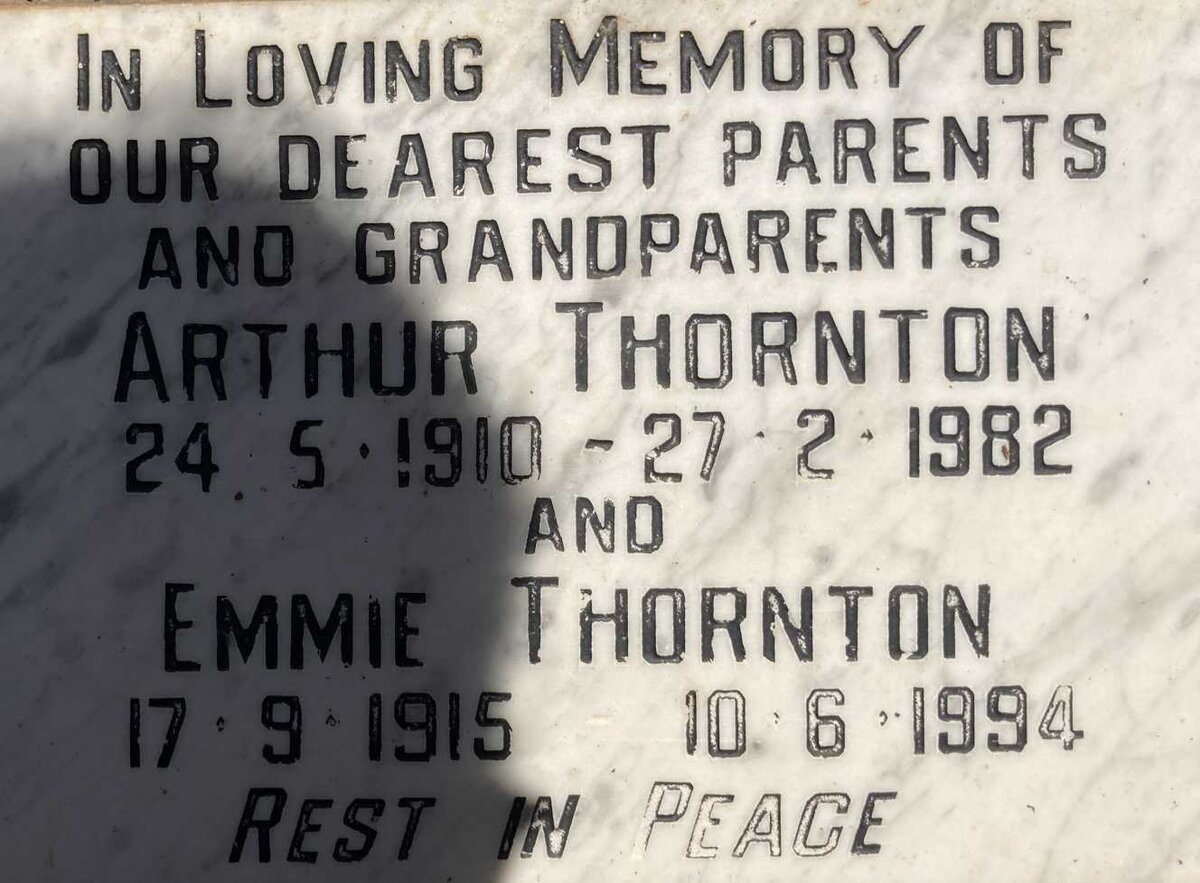 IN LOVING MEMORY OF
OUR DEAREST PARENTS
AND GRANDPARENTS
ARTHUR THORNTON
24 5·1910 - 27·2·1982
AND
EMMIE THORNTON
17·9·1915 10·6·1994
REST IN PEACE